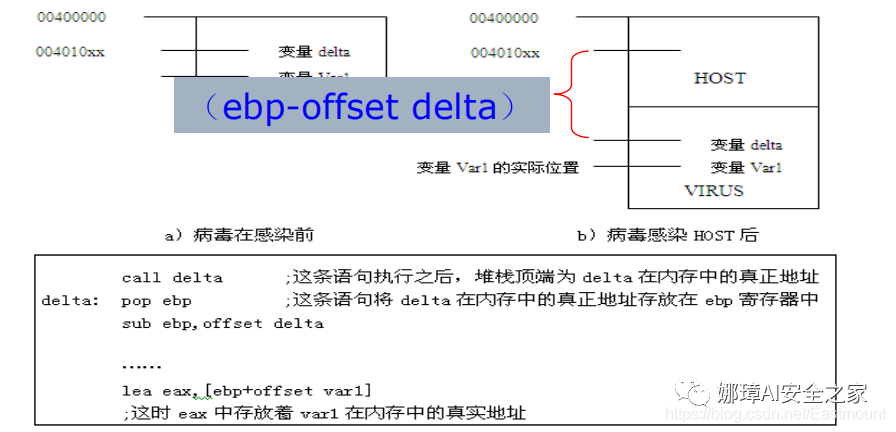 00400000
004010xx
变量 delta
变量 Var1
00400000
004010xx
HOST
(ebp-offset delta)
变量 delta
变量 Var1 的实际位置
变量 Var1
VIRUS
a) 病毒在感染前
b) 病毒感染 HOST 后
call delta ;这条语句执行之后，堆栈顶端为 delta 在内存中的真正地址
delta: pop ebp ;这条语句将 delta 在内存中的真正地址存放在 ebp 寄存器中
sub ebp,offset delta
......
lea eax,[ebp+offset var1]
;这时 eax 中存放着 var1 在内存中的真实地址
娜璋AI安全之家
https://blog.csdn.net/Eastmount